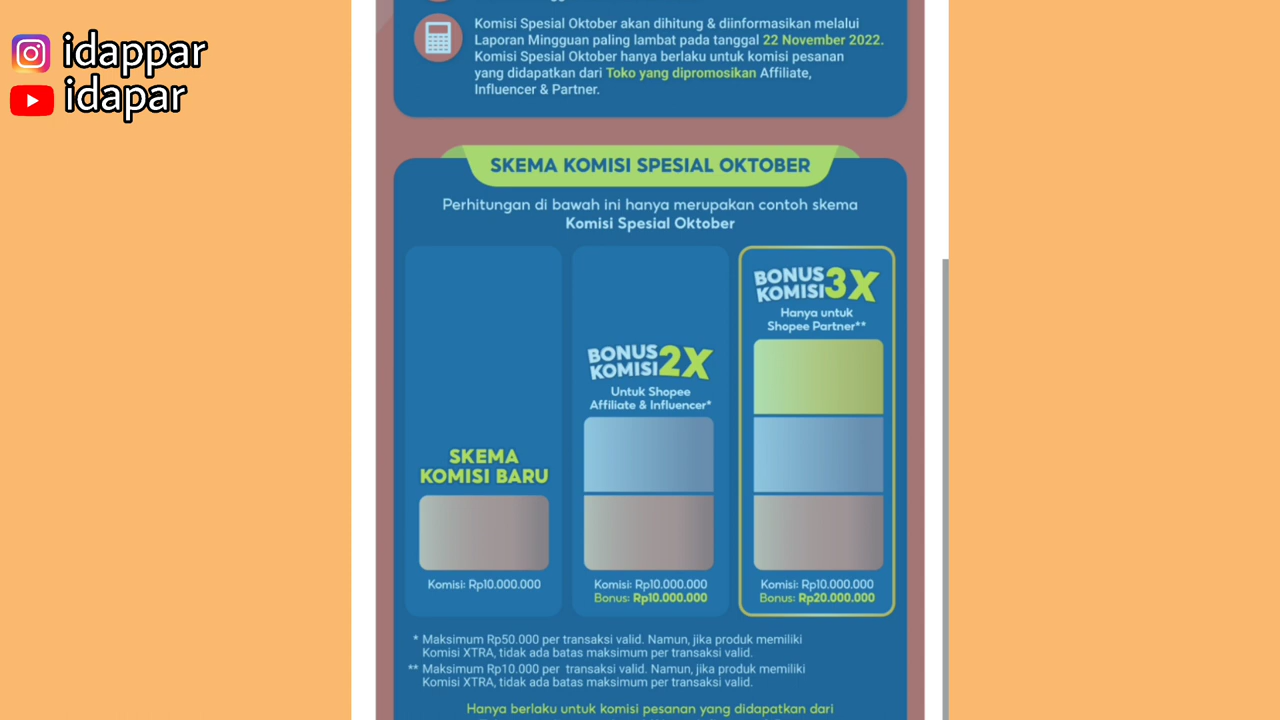 idappar
idapar
Komisi Spesial Oktober akan dihitung & diinformasikan melalui
Laporan Mingguan paling lambat pada tanggal 22 November 2022.
Komisi Spesial Oktober hanya berlaku untuk komisi pesanan
yang didapatkan dari Toko yang dipromosikan Affiliate,
Influencer & Partner.
SKEMA KOMISI SPESIAL OKTOBER
Perhitungan di bawah ini hanya merupakan contoh skema
Komisi Spesial Oktober
SKEMA
KOMISI BARU
Komisi: Rp10.000.000
BONUS
KOMISI 2X
Untuk Shopee
Affiliate & Influencer*
Komisi: Rp10.000.000
Bonus: Rp10.000.000
BONUS
KOMISI 3X
Hanya untuk
Shopee Partner**
Komisi: Rp10.000.000
Bonus: Rp20.000.000
* Maksimum Rp50.000 per transaksi valid. Namun, jika produk memiliki
Komisi XTRA, tidak ada batas maksimum per transaksi valid.
** Maksimum Rp10.000 per transaksi valid. Namun, jika produk memiliki
Komisi XTRA, tidak ada batas maksimum per transaksi valid.
Hanya berlaku untuk komisi pesanan yang didapatkan dari